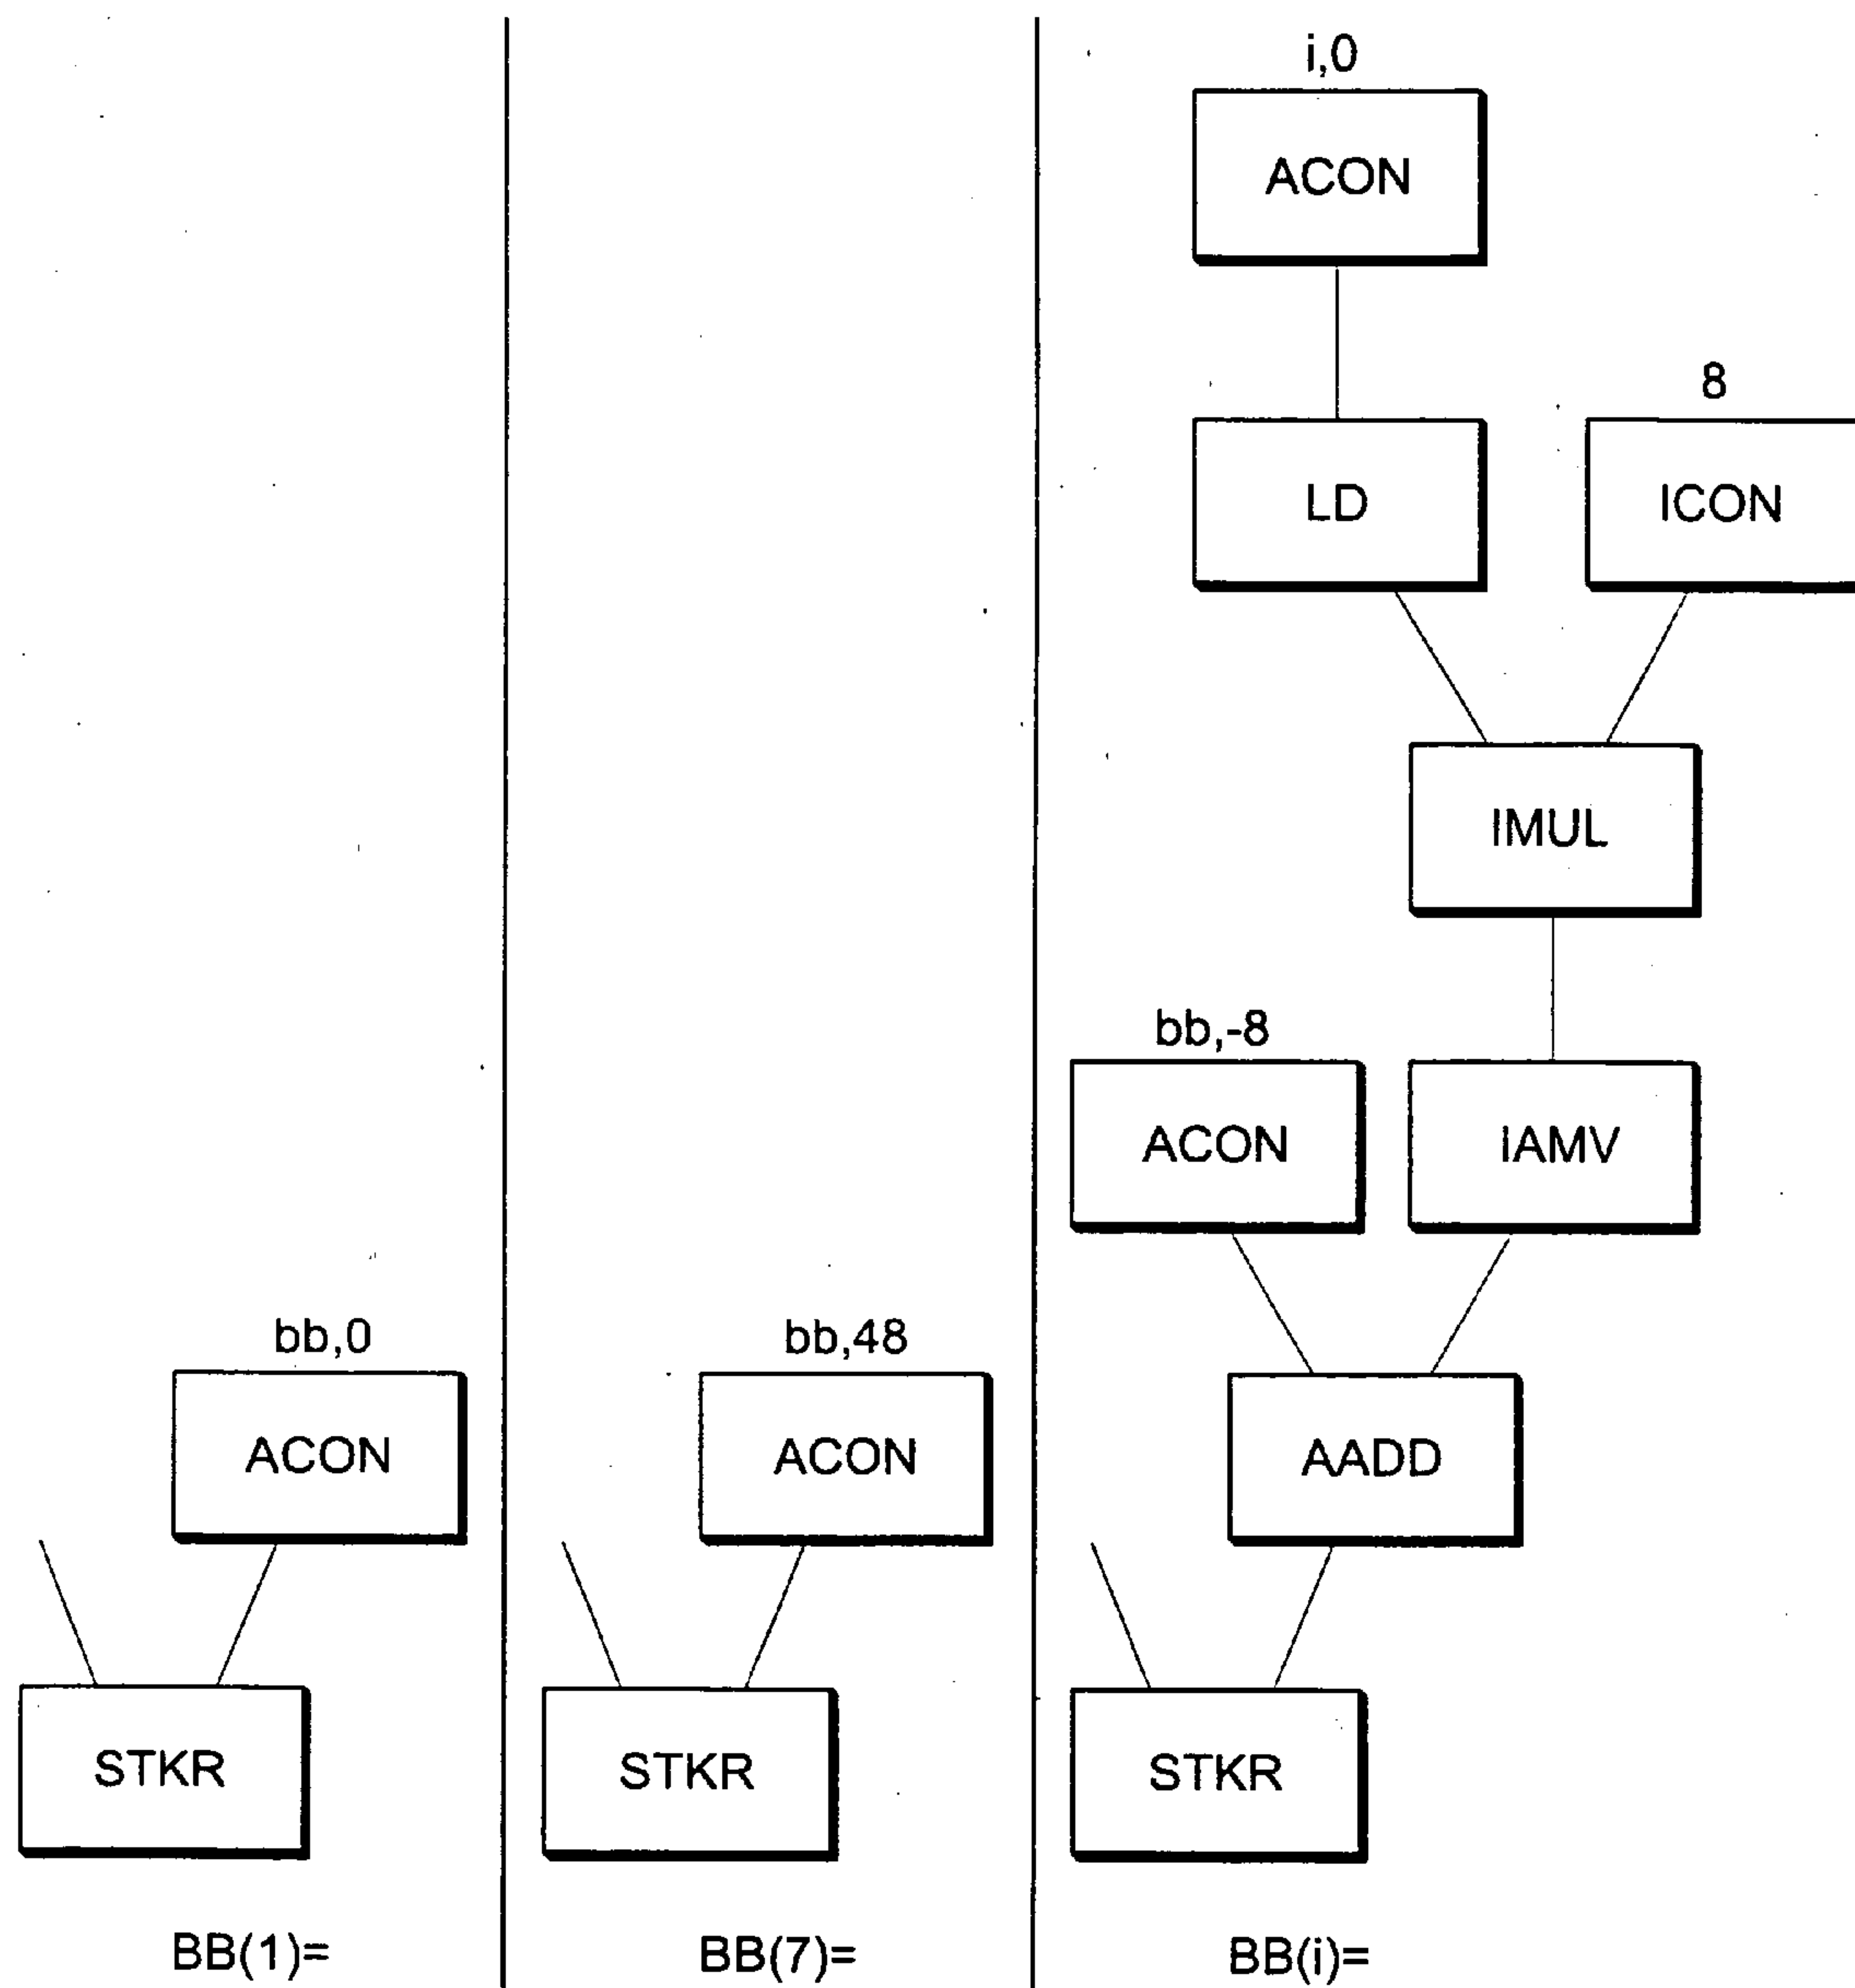 bb,0
ACON
STKR
BB(1)=
bb,48
ACON
STKR
BB(7)=
i,0
ACON
8
LD
ICON
IMUL
bb,-8
ACON
IAMV
AADD
STKR
BB(i)=